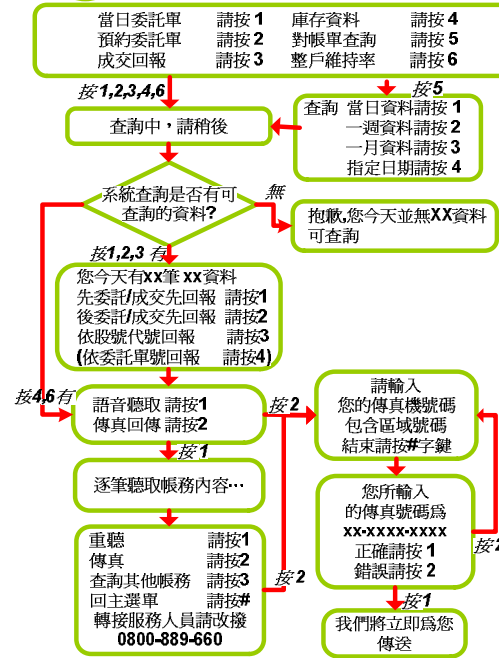 當日委託單 請按 1 庫存資料 請按 4
預約委託單 請按 2 對帳單查詢 請按 5
成交回報 請按 3 整戶維持率 請按 6
按1,2,3,4,6
按5
查詢 當日資料請按 1
一週資料請按 2
一月資料請按 3
指定日期請按 4
查詢中，請稍後
系統查詢是否有可
查詢的資料?
無
抱歉,您今天並無XX資料
可查詢
按1,2,3 有
您今天有xx筆 xx資料
先委託/成交先回報 請按1
後委託/成交先回報 請按2
依股號代號回報 請按3
(依委託單號回報 請按4)
按4,6有
語音聽取 請按1
傳真回傳 請按2
按2
按1
逐筆聽取帳務內容…
重聽 請按1
傳真 請按2
查詢其他帳務 請按3
回主選單 請按#
轉接服務人員請改撥
0800-889-660
按2
請輸入
您的傳真機號碼
包含區域號碼
結束請按#字鍵
您所輸入
的傳真號碼為
xx-xxxx-xxxx
正確請按 1
錯誤請按 2
按2
按1
我們將立即為您
傳送